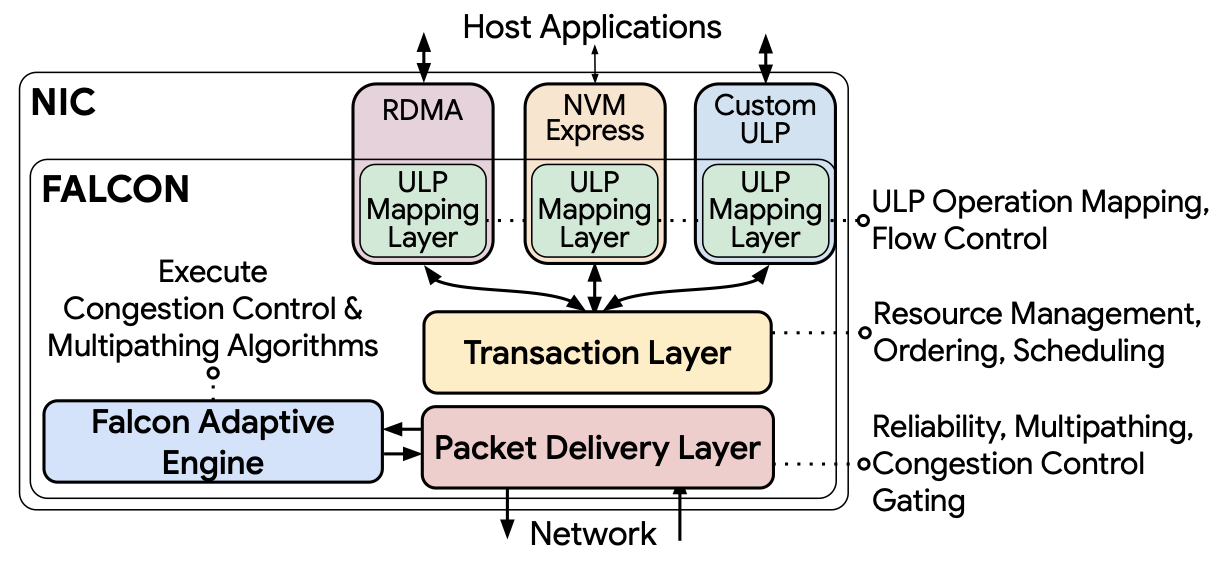 Host Applications
NIC
RDMA
NVM
Express
Custom
ULP
FALCON
ULP
Mapping
Layer
ULP
Mapping
Layer
ULP
Mapping
Layer
ULP Operation Mapping,
Flow Control
Execute
Congestion Control &
Multipathing Algorithms
Transaction Layer
Resource Management,
Ordering, Scheduling
Falcon Adaptive
Engine
Packet Delivery Layer
Reliability, Multipathing,
Congestion Control
Gating
Network